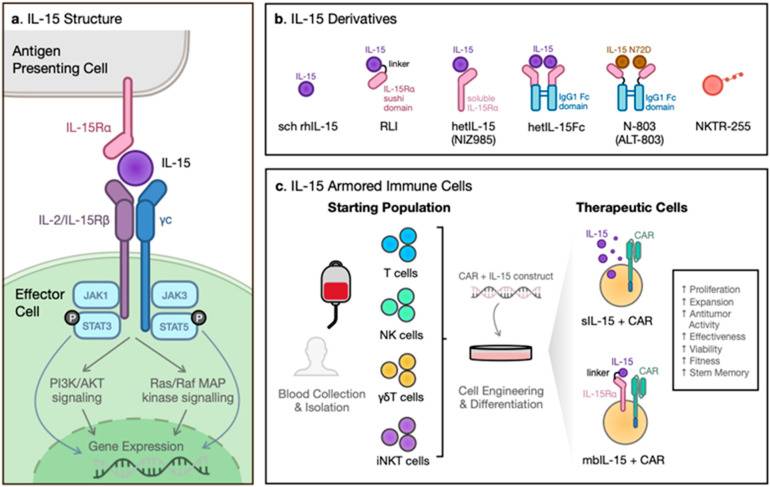 a. IL-15 Structure
Antigen
Presenting Cell
IL-15Rα
IL-15
IL-2/IL-15Rβ
γc
Effector
Cell
JAK1
JAK3
P
STAT3
STAT5
P
PI3K/AKT
signaling
Ras/Raf MAP
kinase signalling
Gene Expression
b. IL-15 Derivatives
IL-15
sch rhIL-15
IL-15
linker
IL-15Rα
sushi
domain
RLI
IL-15
soluble
IL-15Rα
hetIL-15
(NIZ985)
IL-15
IgG1 Fc
domain
hetIL-15Fc
IL-15 N72D
IgG1 Fc
domain
N-803
(ALT-803)
NKTR-255
c. IL-15 Armored Immune Cells
Starting Population
Blood Collection
& Isolation
T cells
NK cells
γδT cells
iNKT cells
CAR + IL-15 construct
Cell Engineering
& Differentiation
Therapeutic Cells
IL-15
CAR
sIL-15 + CAR
IL-15
linker
CAR
IL-15Rα
mbIL-15 + CAR
↑ Proliferation
↑ Expansion
↑ Antitumor
Activity
↑ Effectiveness
↑ Viability
↑ Fitness
↑ Stem Memory